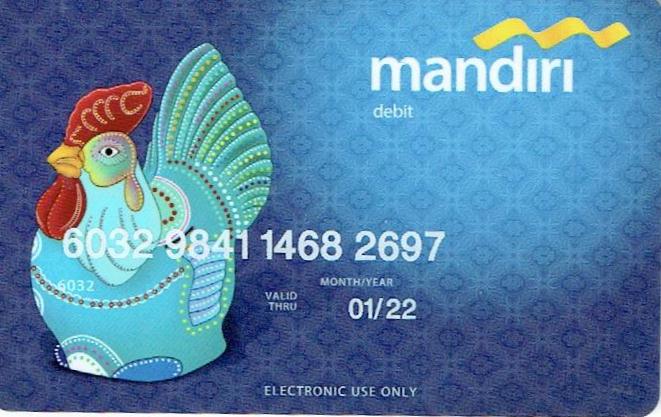 mandiri
debit
6032 9841 1468 2697
6032
MONTH/YEAR
VALID
THRU
01/22
ELECTRONIC USE ONLY